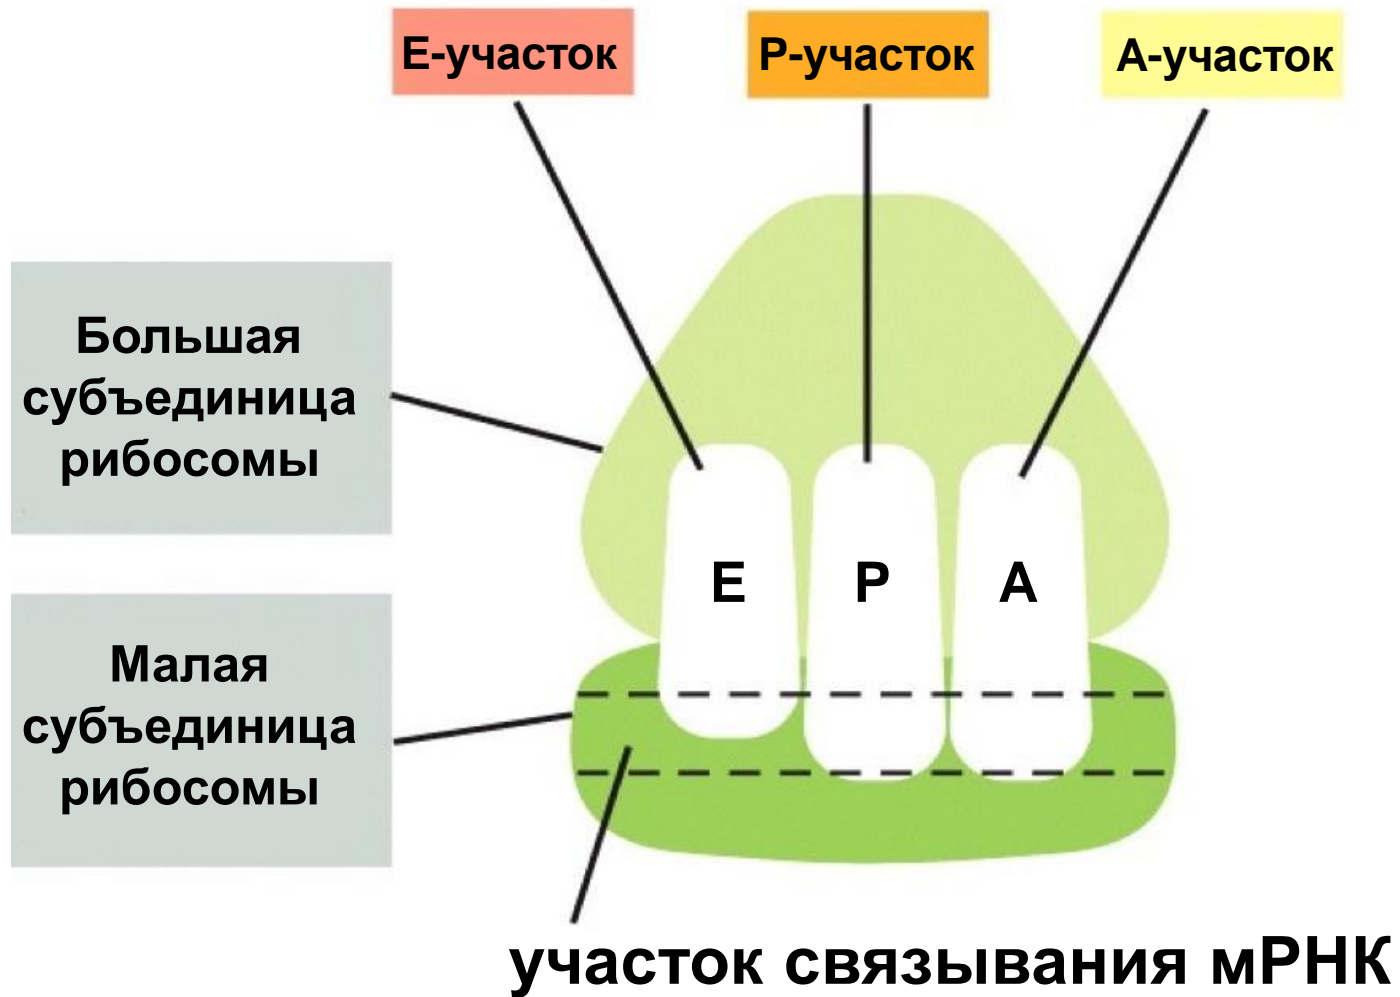 E-участок
P-участок
A-участок
Большая
субъединица
рибосомы
E
P
A
Малая
субъединица
рибосомы
участок связывания мРНК